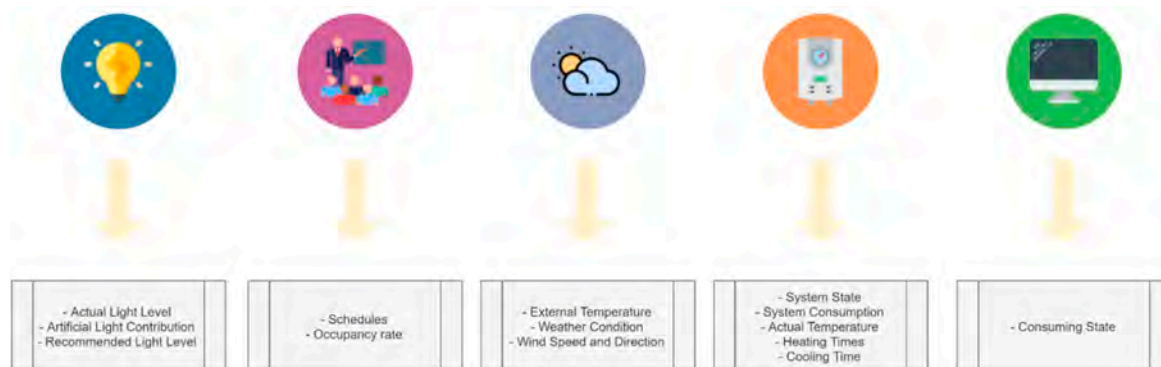 - Actual Light Level
- Artificial Light Contribution
- Recommended Light Level
- Schedules
- Occupancy rate
- External Temperature
- Weather Condition
- Wind Speed and Direction
- System State
- System Consumption
- Actual Temperature
- Heating Times
- Cooling Time
- Consuming State